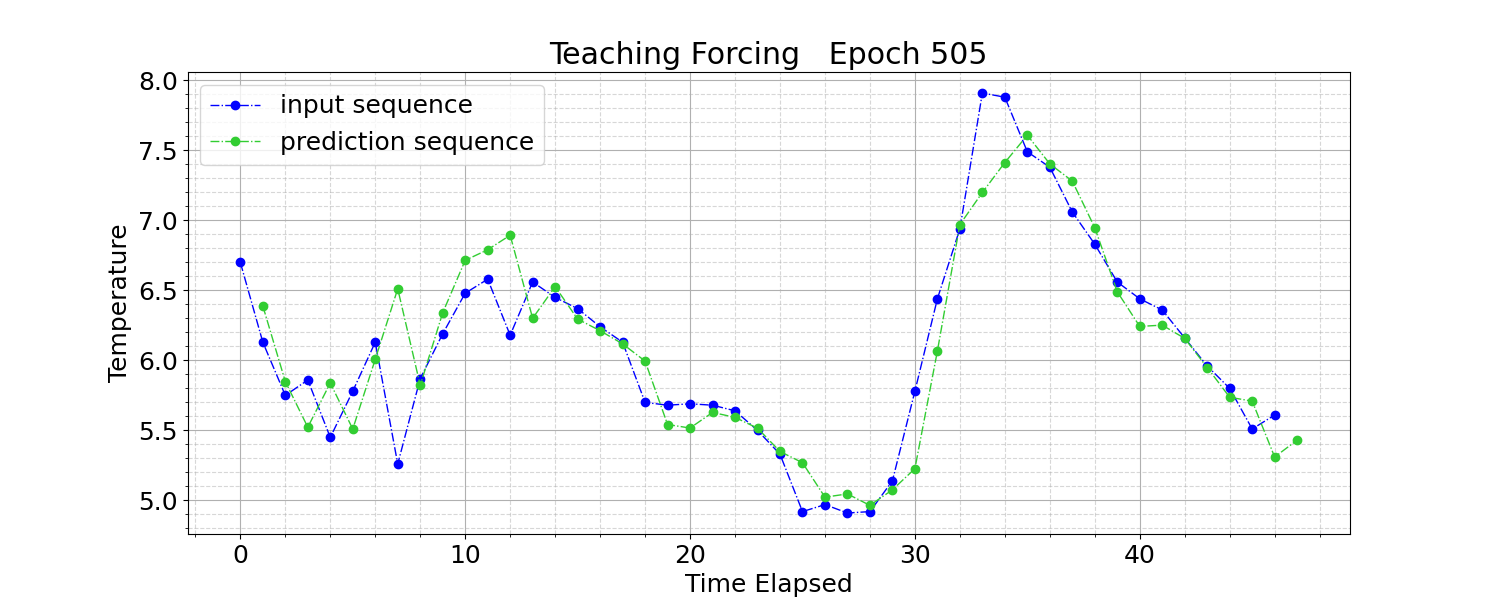 Teaching Forcing   Epoch 505
input sequence
prediction sequence
Temperature
8.0
7.5
7.0
6.5
6.0
5.5
5.0
0 10 20 30 40
Time Elapsed